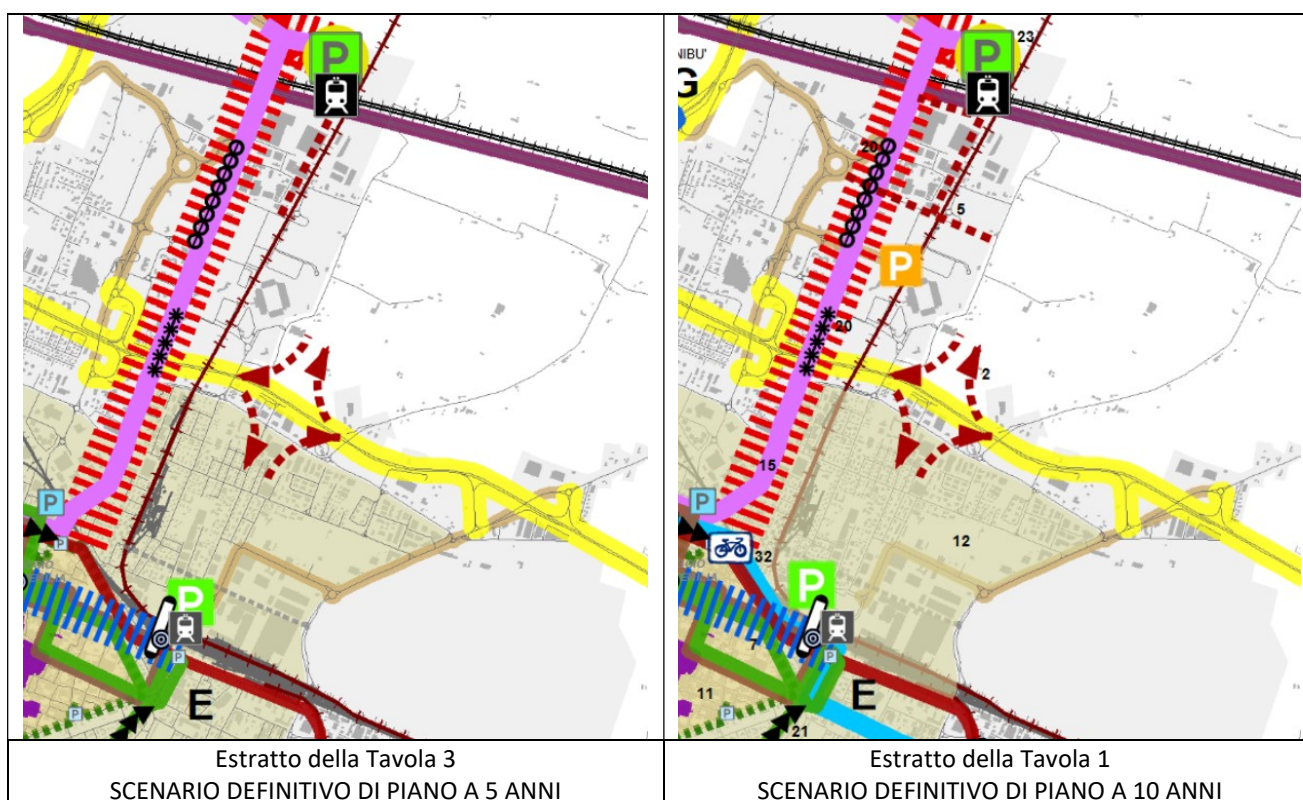 P
P
P
P
P
E
Estratto della Tavola 3
SCENARIO DEFINITIVO DI PIANO A 5 ANNI
23
NIBU'
G
P
20
5
P
20
2
15
P
12
32
P
7
P
11
P
E
21
Estratto della Tavola 1
SCENARIO DEFINITIVO DI PIANO A 10 ANNI